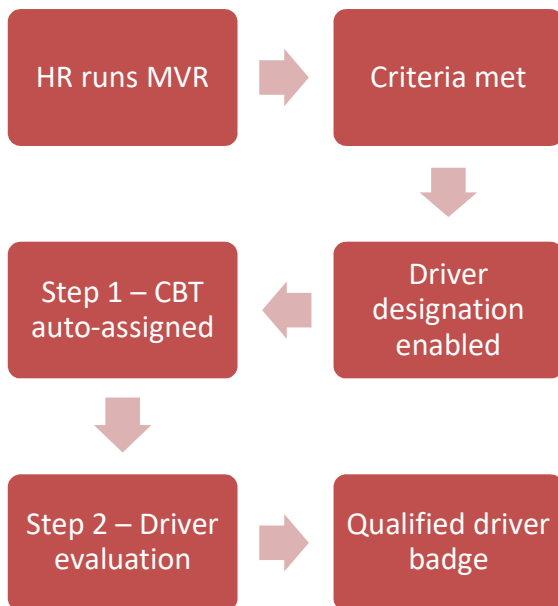 HR runs MVR
Criteria met
Driver
designation
enabled
Step 1 – CBT
auto-assigned
Step 2 – Driver
evaluation
Qualified driver
badge